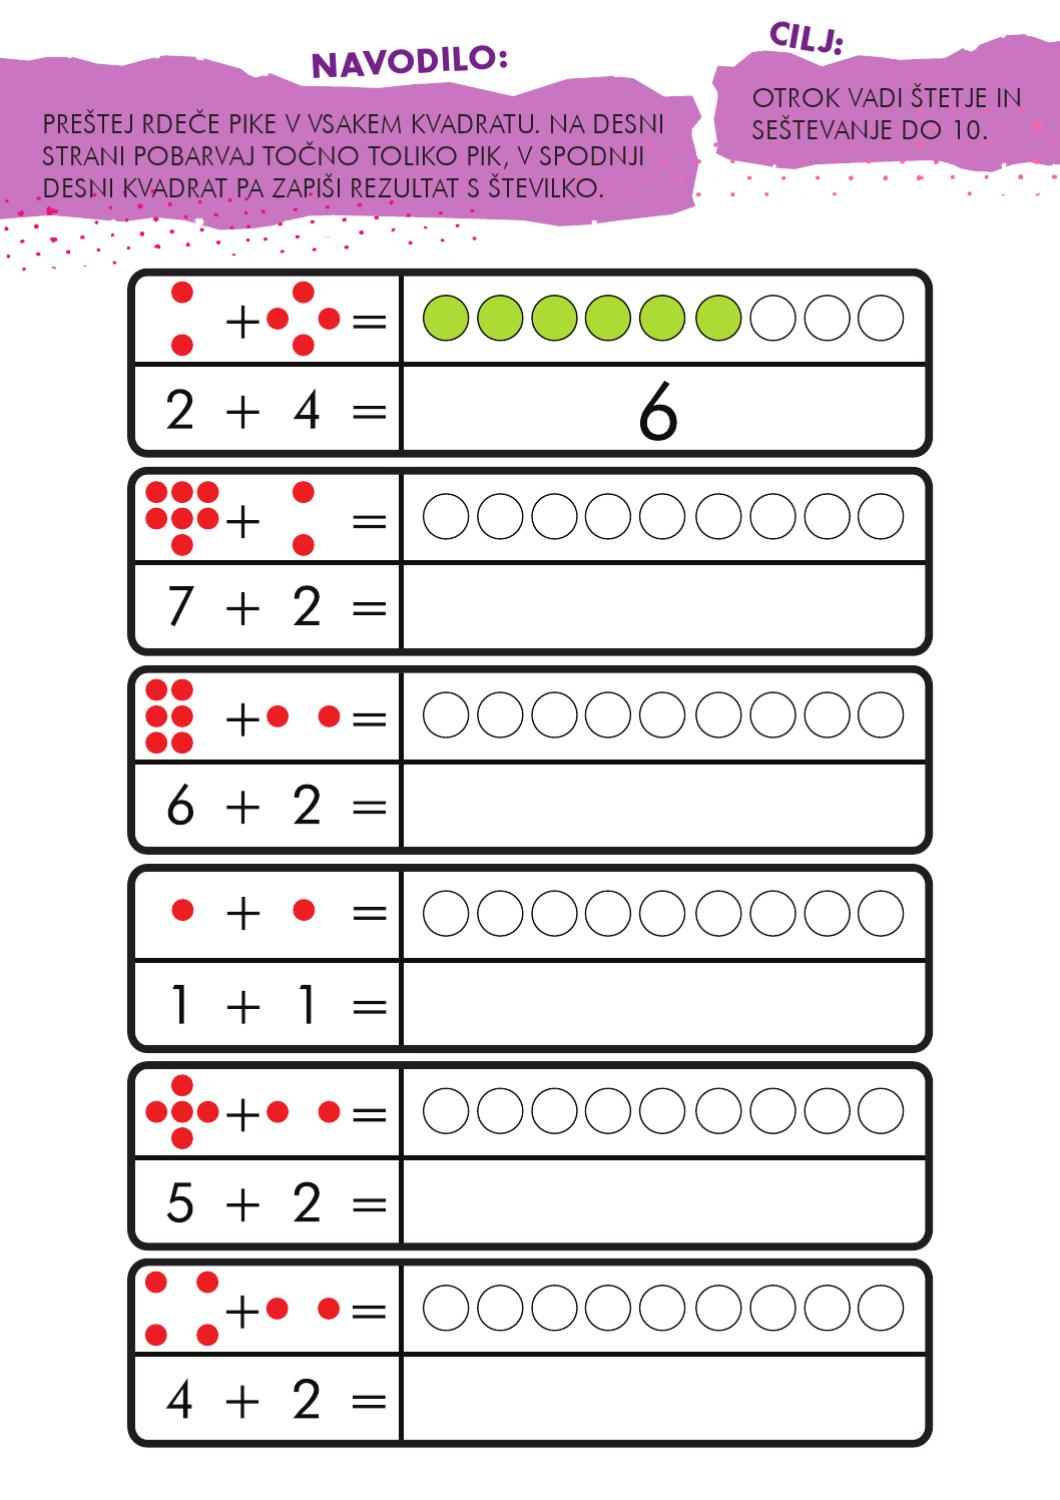 NAVODILO:
PREŠTEJ RDEČE PIKE V VSAKEM KVADRATU. NA DESNI
STRANI POBARVAJ TOČNO TOLIKO PIK, V SPODNJI
DESNI KVADRAT PA ZAPIŠI REZULTAT S ŠTEVILKO.
CILJ:
OTROK VADI ŠTETJE IN
SEŠTEVANJE DO 10.
+ =
2 + 4 = 6
+ =
7 + 2 =
+ =
6 + 2 =
+ =
1 + 1 =
+ =
5 + 2 =
+ =
4 + 2 =